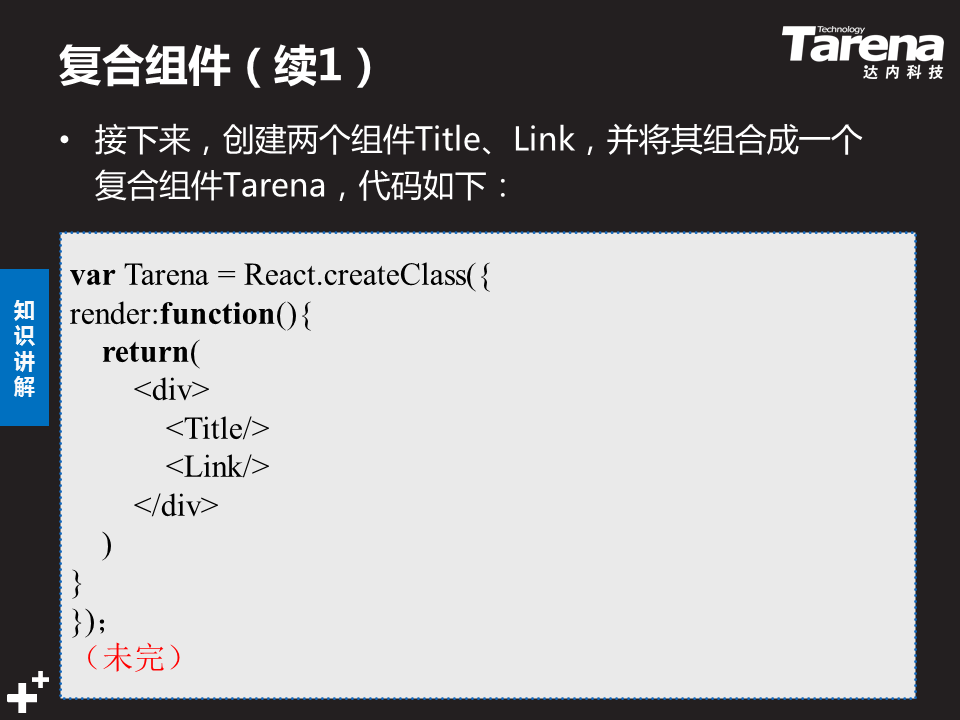 复合组件（续1）
Technology
Tarena
达内科技
• 接下来，创建两个组件Title、Link，并将其组合成一个
复合组件Tarena，代码如下：
知识讲解
var Tarena = React.createClass({
render:function(){
return(
<div>
<Title/>
<Link/>
</div>
)
}
});
（未完）